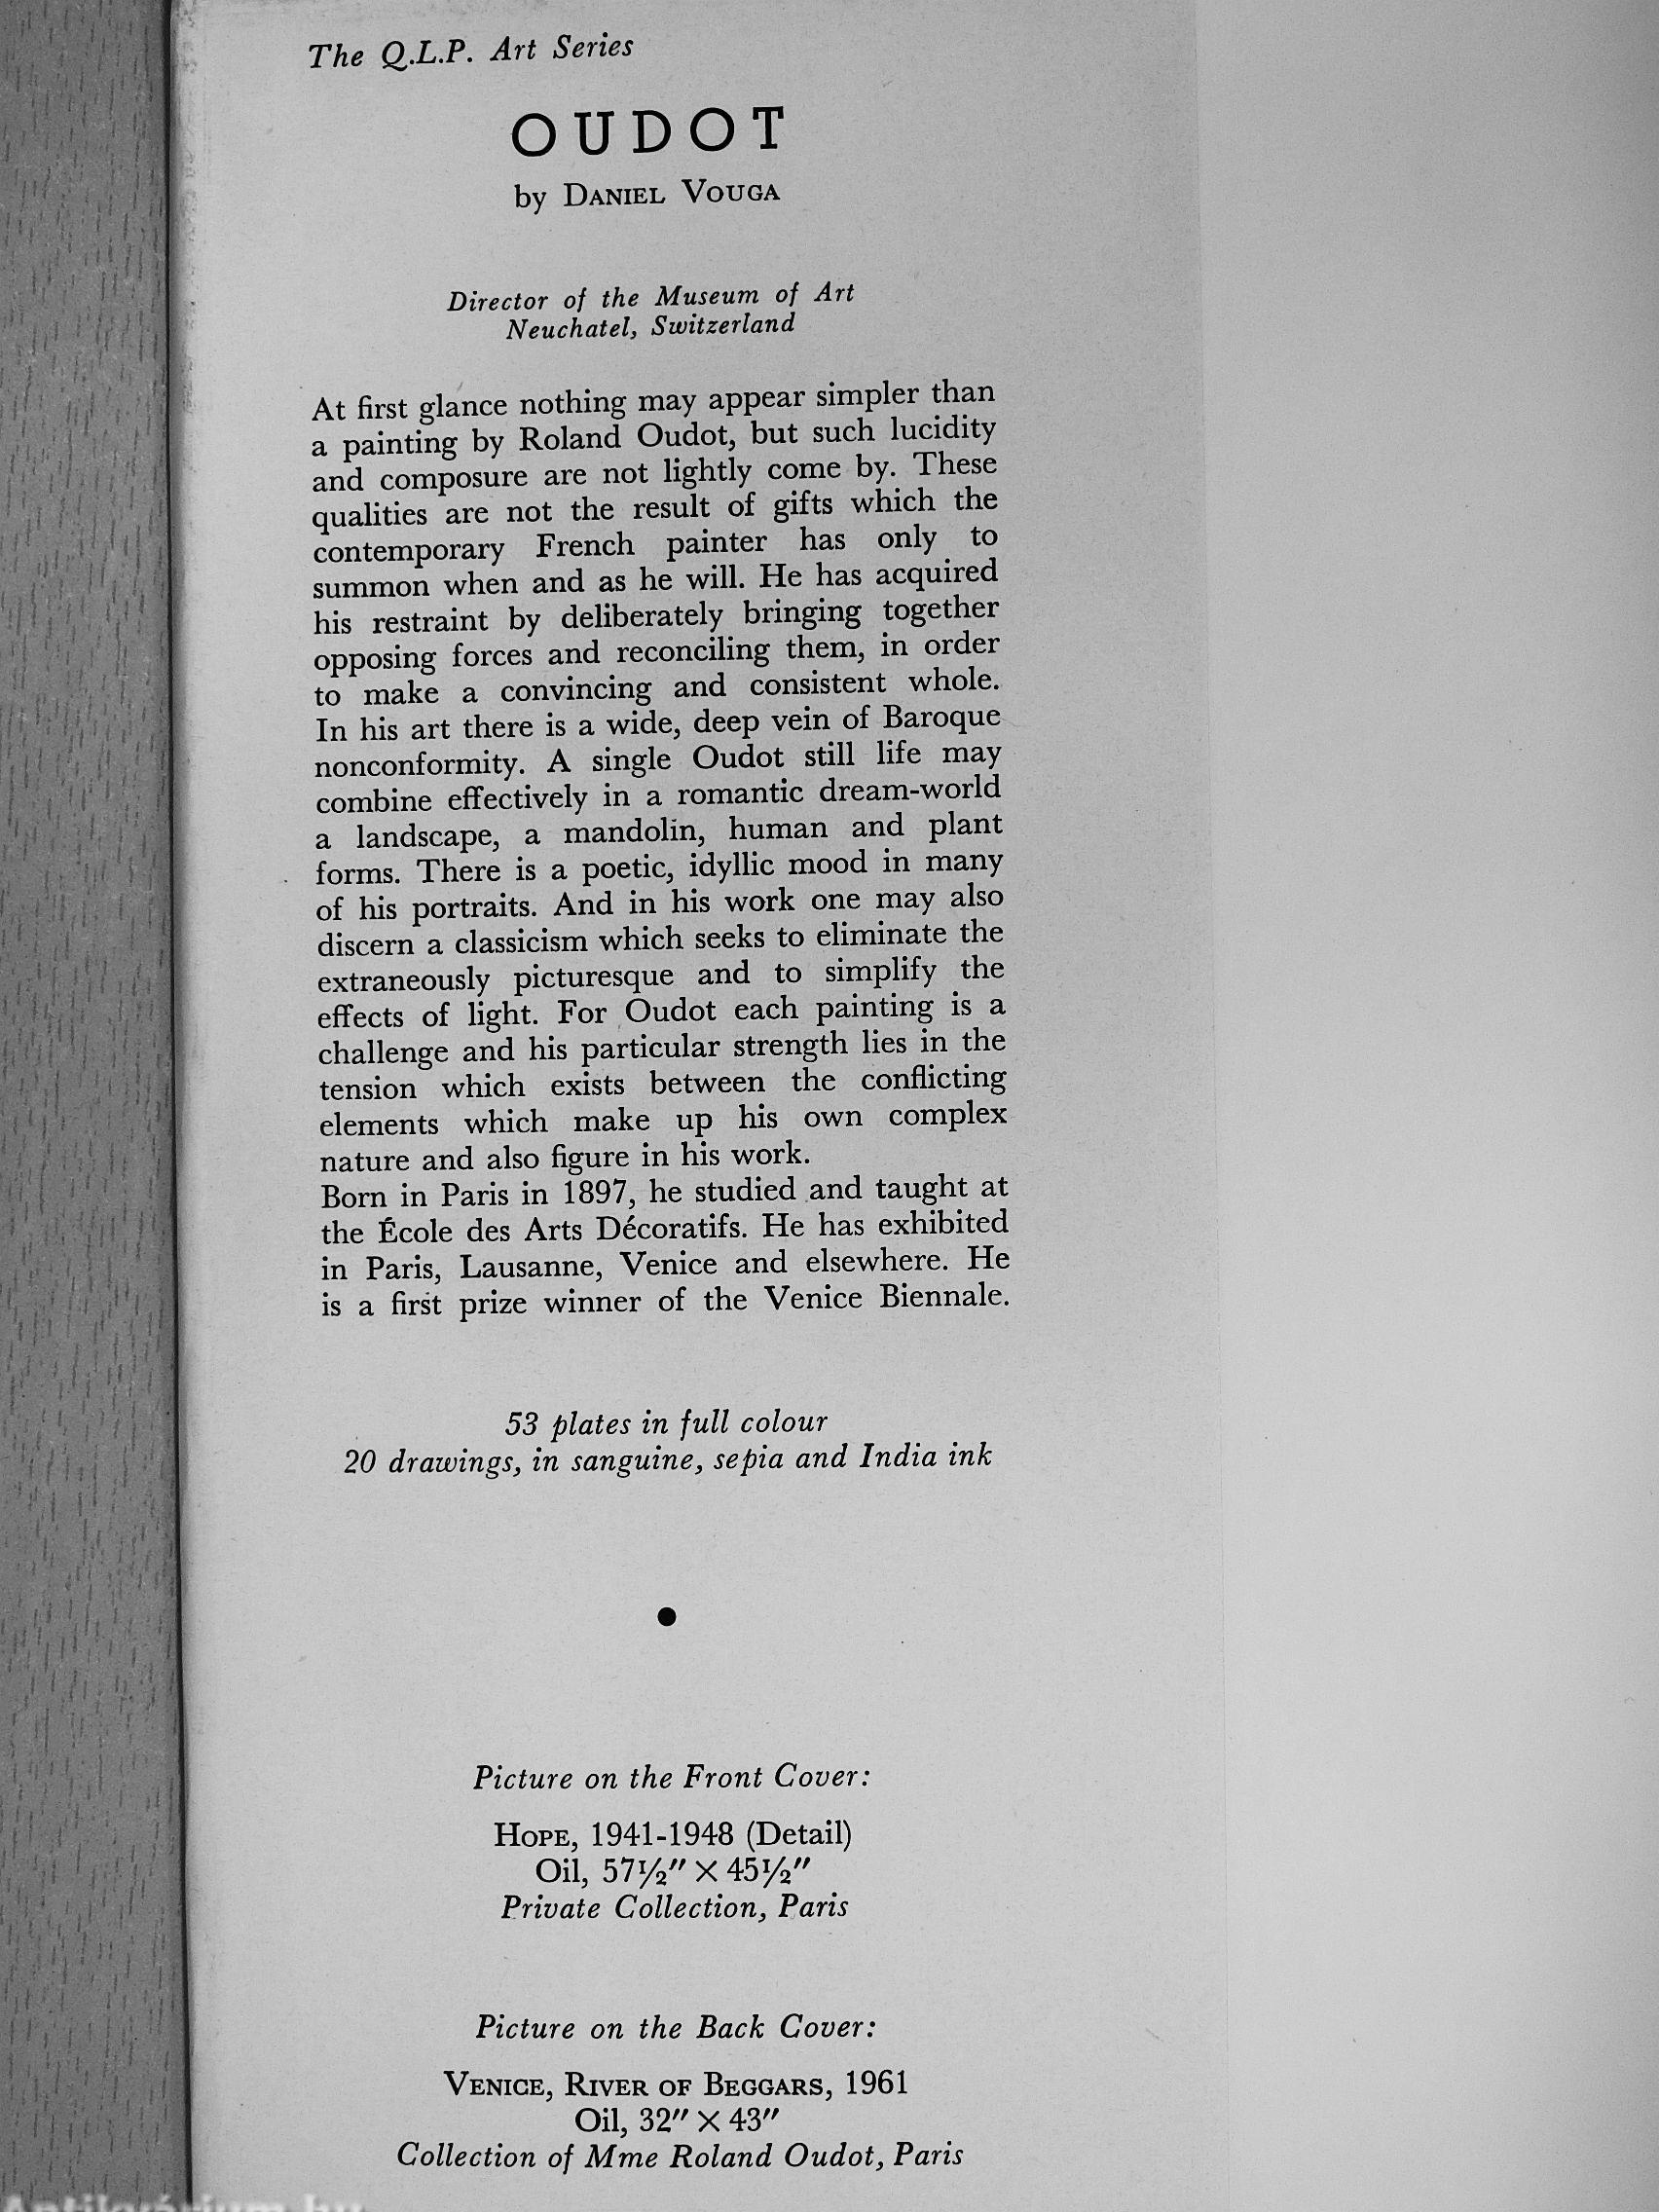 The Q.L.P. Art Series
OUDOT
by DANIEL VOUGA
Director of the Museum of Art
Neuchatel, Switzerland
At first glance nothing may appear simpler than
a painting by Roland Oudot, but such lucidity
and composure are not lightly come by. These
qualities are not the result of gifts which the
contemporary French painter has only to
summon when and as he will. He has acquired
his restraint by deliberately bringing together
opposing forces and reconciling them, in order
to make a convincing and consistent whole.
In his art there is a wide, deep vein of Baroque
nonconformity. A single Oudot still life may
combine effectively in a romantic dream-world
a landscape, a mandolin, human and plant
forms. There is a poetic, idyllic mood in many
of his portraits. And in his work one may also
discern a classicism which seeks to eliminate the
extraneously picturesque and to simplify the
effects of light. For Oudot each painting is a
challenge and his particular strength lies in the
tension which exists between the conflicting
elements which make up his own complex
nature and also figure in his work.
Born in Paris in 1897, he studied and taught at
the École des Arts Décoratifs. He has exhibited
in Paris, Lausanne, Venice and elsewhere. He
is a first prize winner of the Venice Biennale.
53 plates in full colour
20 drawings, in sanguine, sepia and India ink
Picture on the Front Cover:
HOPE, 1941-1948 (Detail)
Oil, 57½″ × 45½″
Private Collection, Paris
Picture on the Back Cover:
VENICE, RIVER OF BEGGARS, 1961
Oil, 32″ × 43″
Collection of Mme Roland Oudot, Paris